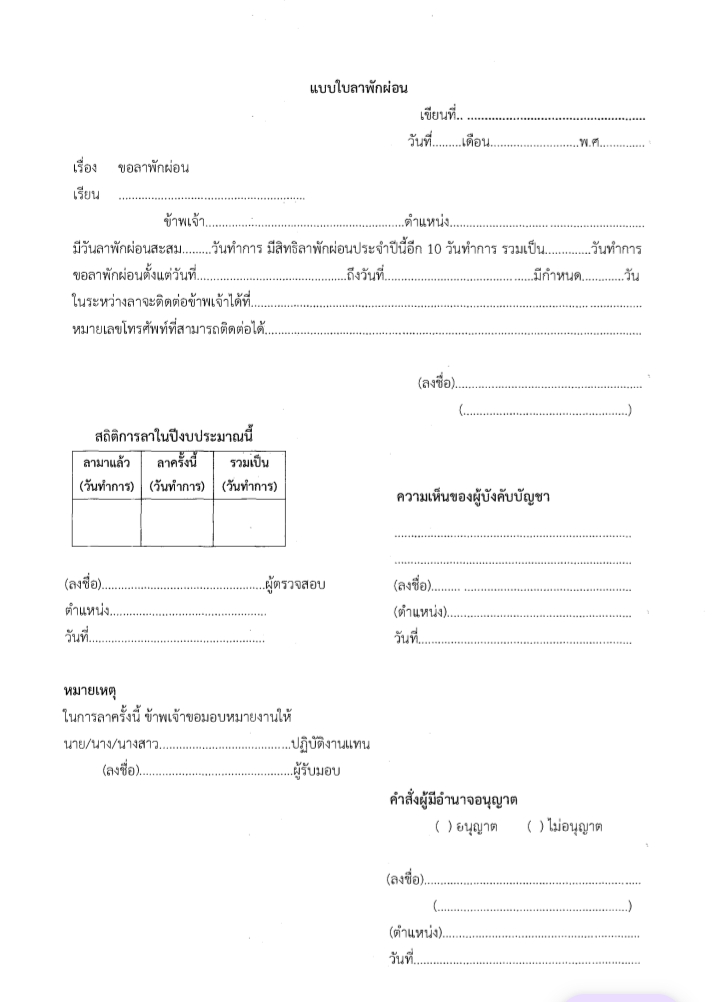 แบบใบลาพักผ่อน
เขียนที่.. ......................................................
วันที่.........เดือน...........................พ.ศ..............
เรื่อง ขอลาพักผ่อน
เรียน .........................................................
ข้าพเจ้า.............................................................ตำแหน่ง...........................................................
มีวันลาพักผ่อนสะสม.........วันทำการ มีสิทธิลาพักผ่อนประจำปีนี้อีก 10 วันทำการ รวมเป็น..............วันทำการ
ขอลาพักผ่อนตั้งแต่วันที่..............................................ถึงวันที่.............................................มีกำหนด.............วัน
ในระหว่างลาจะติดต่อข้าพเจ้าได้ที่........................................................................................................................
หมายเลขโทรศัพท์ที่สามารถติดต่อได้...................................................................................................................
(ลงชื่อ).........................................................
(..................................................)
สถิติการลาในปีงบประมาณนี้
ลามาแล้ว ลาครั้งนี้ รวมเป็น
(วันทำการ) (วันทำการ) (วันทำการ)
ความเห็นของผู้บังคับบัญชา
........................................................................
........................................................................
(ลงชื่อ)..................................................ผู้ตรวจสอบ (ลงชื่อ)......... ...................................................
ตำแหน่ง................................................ (ตำแหน่ง)........................................................
วันที่...................................................... วันที่.................................................................
หมายเหตุ
ในการลาครั้งนี้ ข้าพเจ้าขอมอบหมายงานให้
นาย/นาง/นางสาว........................................ปฏิบัติงานแทน
(ลงชื่อ)...............................................ผู้รับมอบ
คำสั่งผู้มีอำนาจอนุญาต
( ) อนุญาต ( ) ไม่อนุญาต
(ลงชื่อ)..................................................................
(..........................................................)
(ตำแหน่ง)............................................................
วันที่.....................................................................